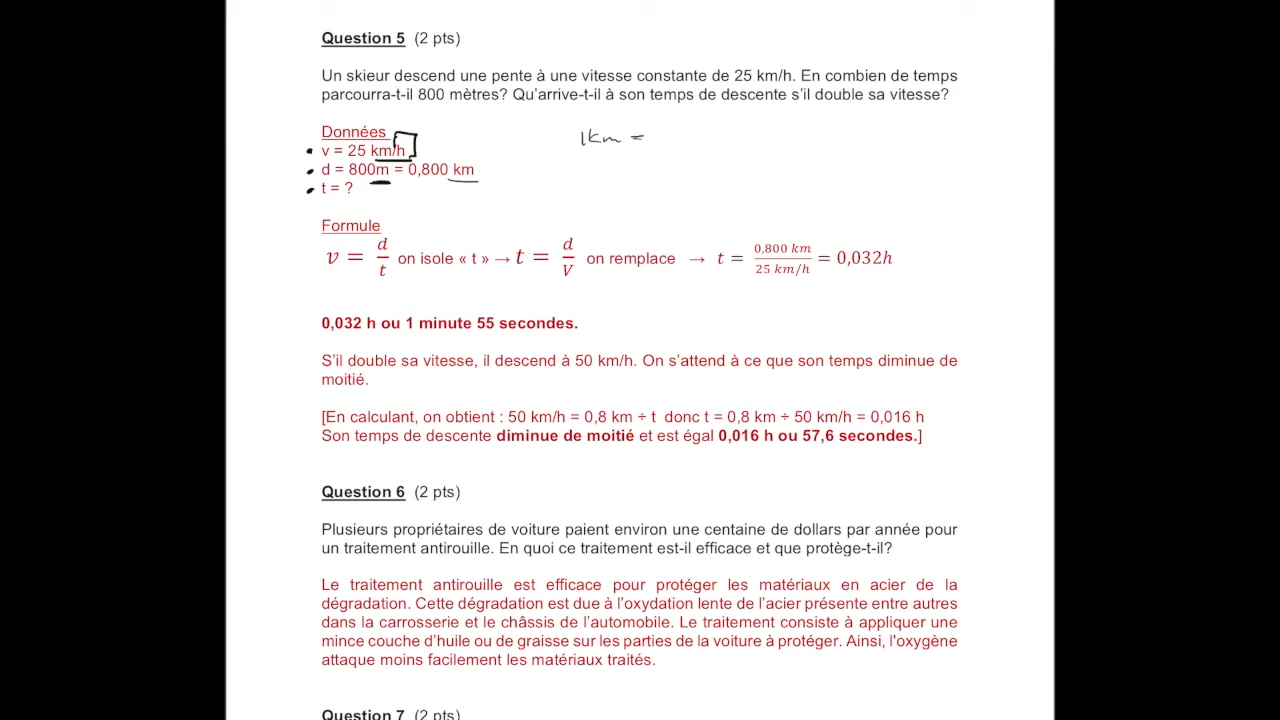 Question 5 (2 pts)
Un skieur descend une pente à une vitesse constante de 25 km/h. En combien de temps
parcourra-t-il 800 mètres? Qu'arrive-t-il à son temps de descente s'il double sa vitesse?
Données
1km =
v = 25 km/h
d = 800m = 0,800 km
t = ?
Formule
v = d/t on isole « t » → t = d/V on remplace → t = 0,800 km / 25 km/h = 0,032h
0,032 h ou 1 minute 55 secondes.
S'il double sa vitesse, il descend à 50 km/h. On s'attend à ce que son temps diminue de
moitié.
[En calculant, on obtient : 50 km/h = 0,8 km ÷ t donc t = 0,8 km ÷ 50 km/h = 0,016 h
Son temps de descente diminue de moitié et est égal 0,016 h ou 57,6 secondes.]
Question 6 (2 pts)
Plusieurs propriétaires de voiture paient environ une centaine de dollars par année pour
un traitement antirouille. En quoi ce traitement est-il efficace et que protège-t-il?
Le traitement antirouille est efficace pour protéger les matériaux en acier de la
dégradation. Cette dégradation est due à l'oxydation lente de l'acier présente entre autres
dans la carrosserie et le châssis de l'automobile. Le traitement consiste à appliquer une
mince couche d'huile ou de graisse sur les parties de la voiture à protéger. Ainsi, l'oxygène
attaque moins facilement les matériaux traités.
Question 7 (2 pts)